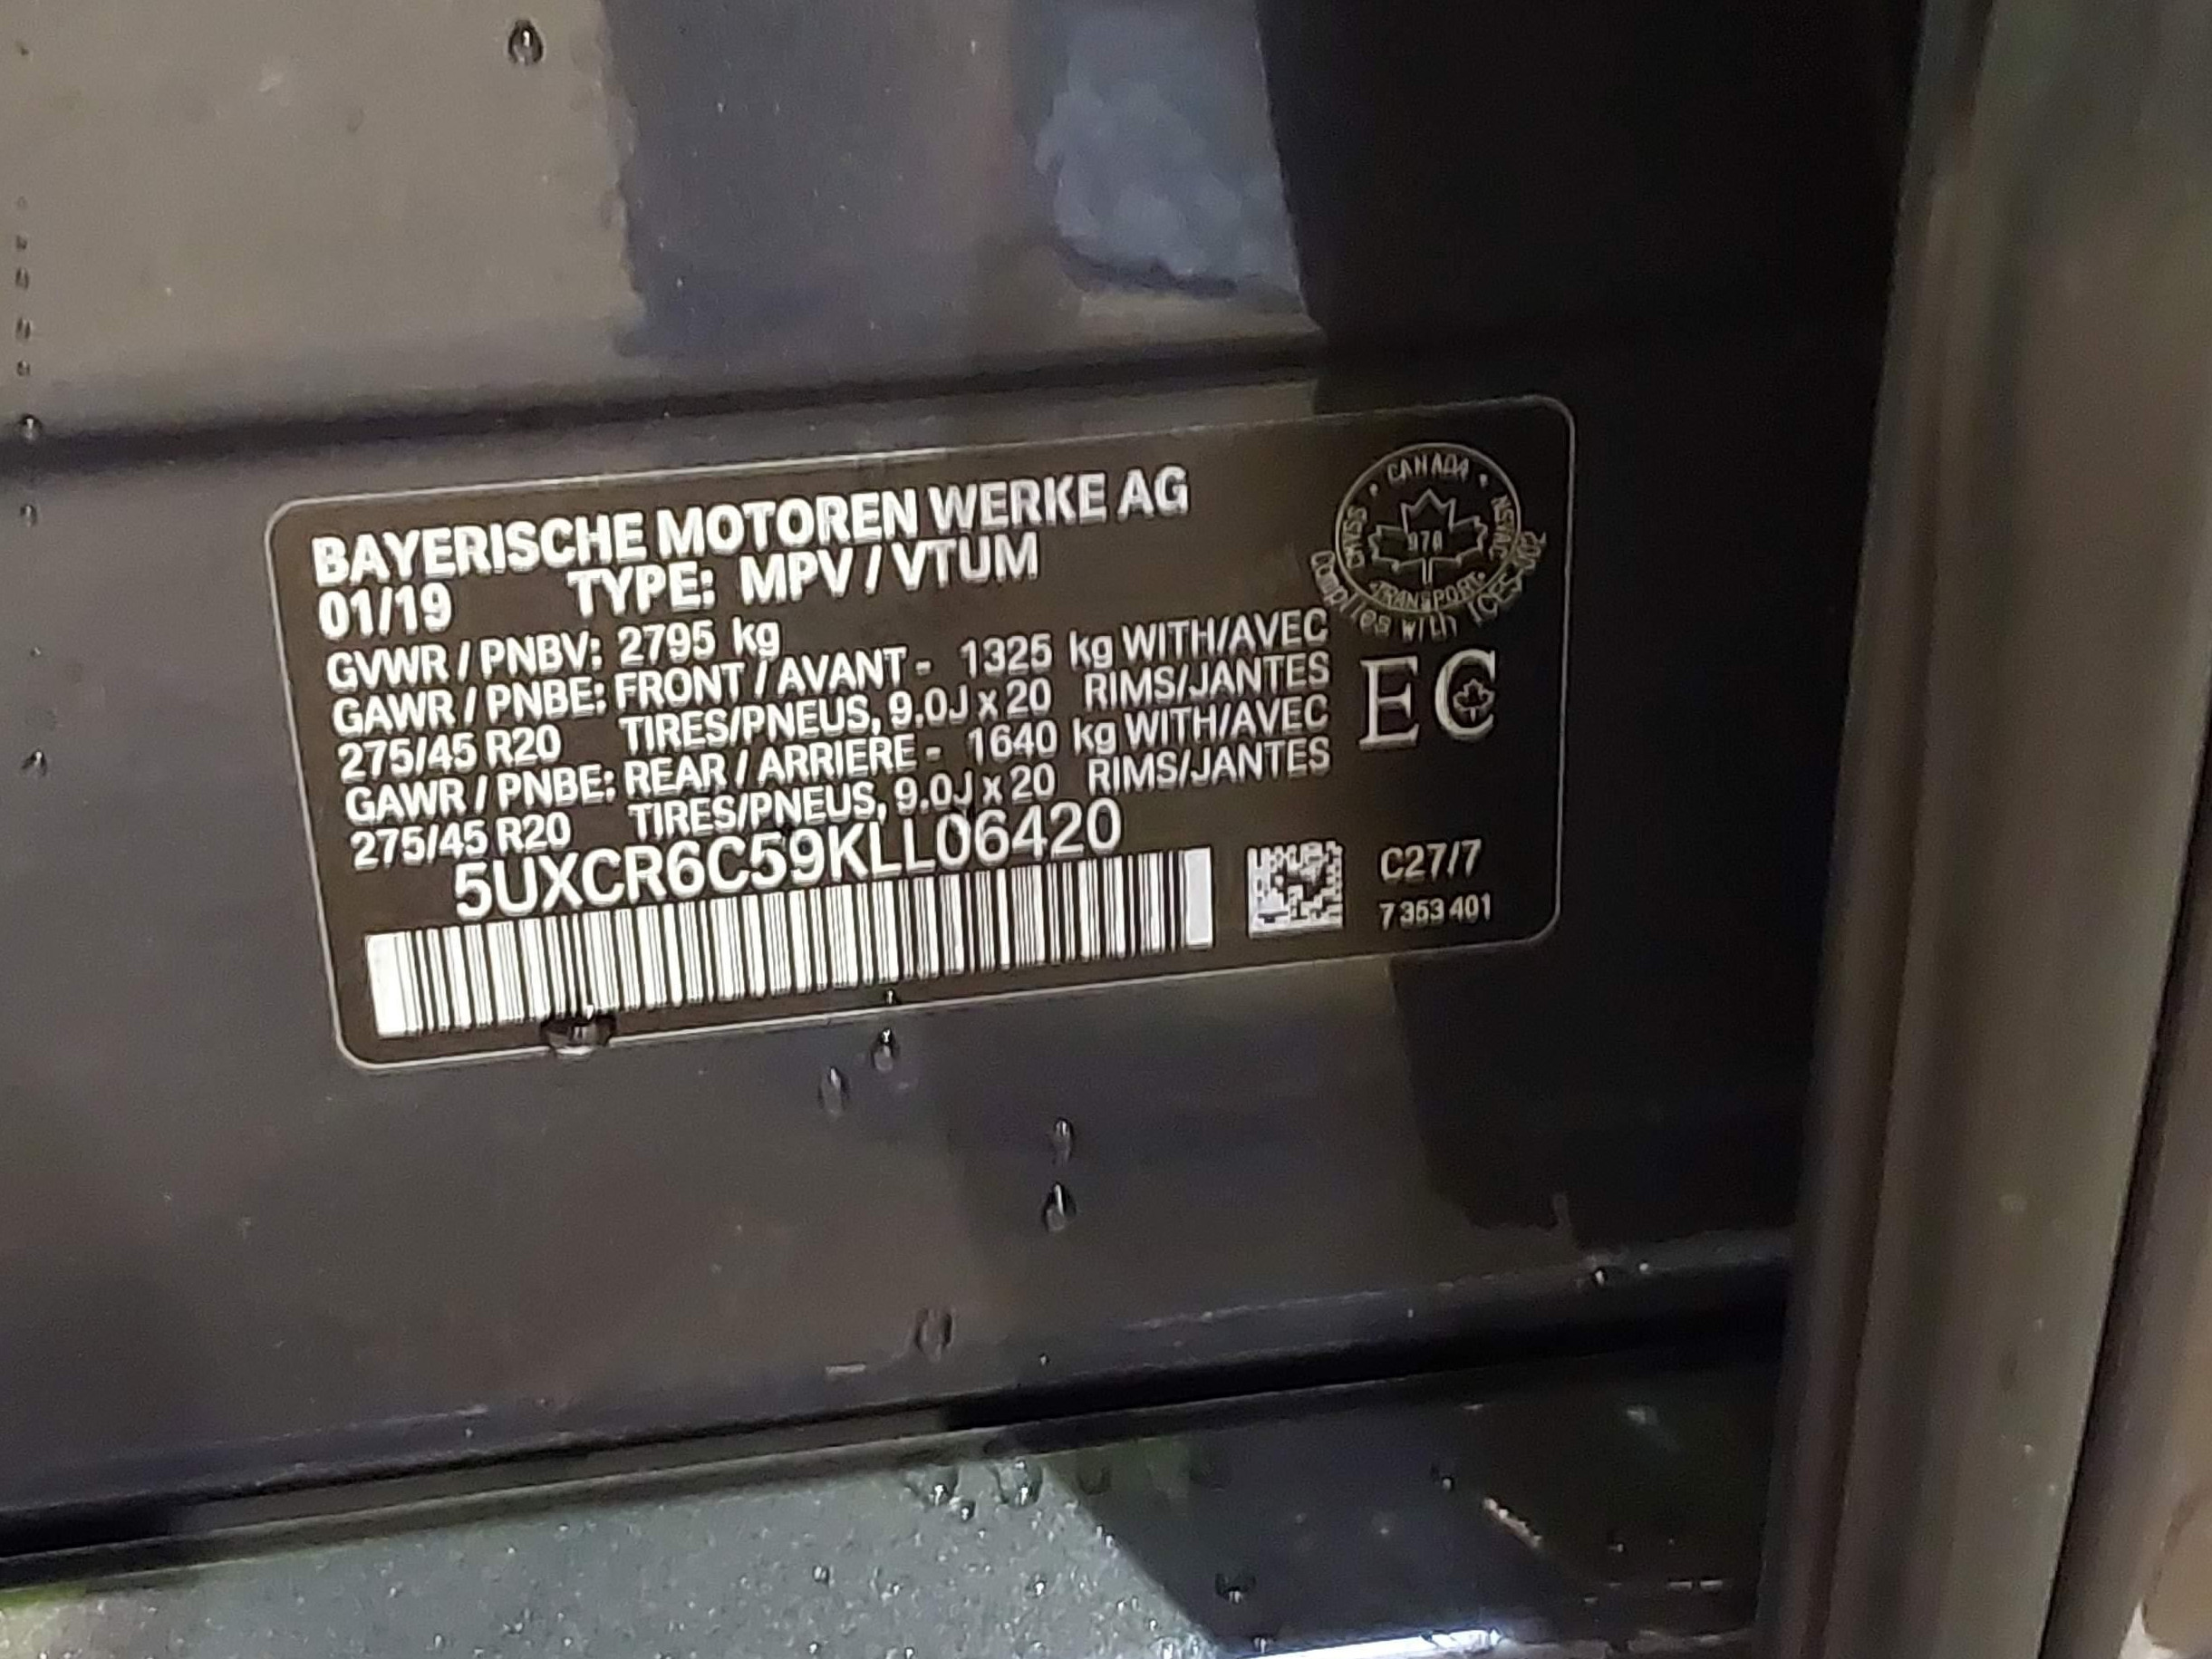 BAYERISCHE MOTOREN WERKE AG
01/19 TYPE: MPV / VTUM
GVWR / PNBV: 2795 kg
GAWR / PNBE: FRONT / AVANT - 1325 kg WITH/AVEC
275/45 R20 TIRES/PNEUS, 9.0J x 20 RIMS/JANTES
GAWR / PNBE: REAR / ARRIERE - 1640 kg WITH/AVEC
275/45 R20 TIRES/PNEUS, 9.0J x 20 RIMS/JANTES
5UXCR6C59KLL06420
CANADA
CMVSS
NSVAC
978
TRANSPORT
Complies with ICES-002
EC
C27/7
7 353 401